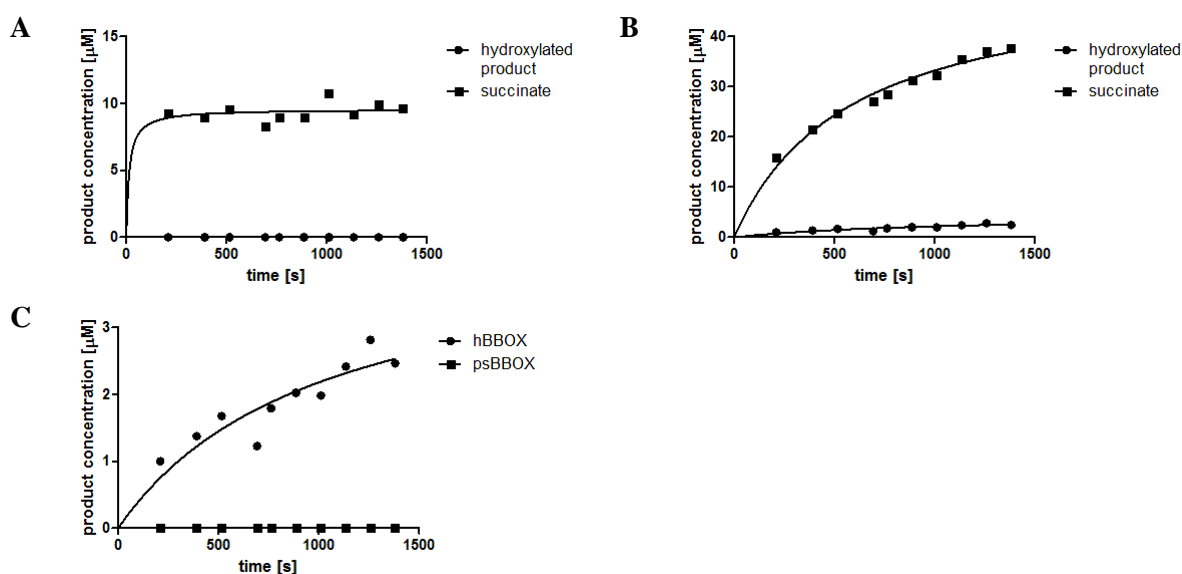 A
product concentration [µM]
15
10
5
0
0
500
1000
1500
time [s]
hydroxylated
product
succinate
B
product concentration [µM]
40
30
20
10
0
0
500
1000
1500
time [s]
hydroxylated
product
succinate
C
product concentration [µM]
3
2
1
0
0
500
1000
1500
time [s]
hBBOX
psBBOX